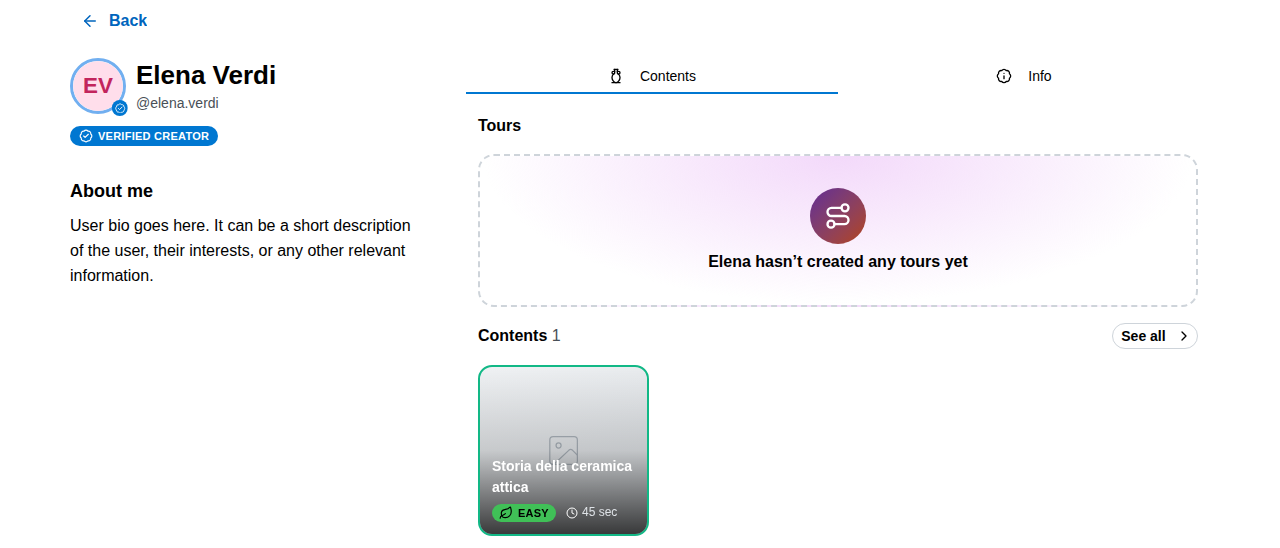 Back
EV
Elena Verdi
@elena.verdi
VERIFIED CREATOR
About me
User bio goes here. It can be a short description
of the user, their interests, or any other relevant
information.
Contents
Info
Tours
Elena hasn’t created any tours yet
Contents 1
See all
Storia della ceramica
attica
EASY
45 sec